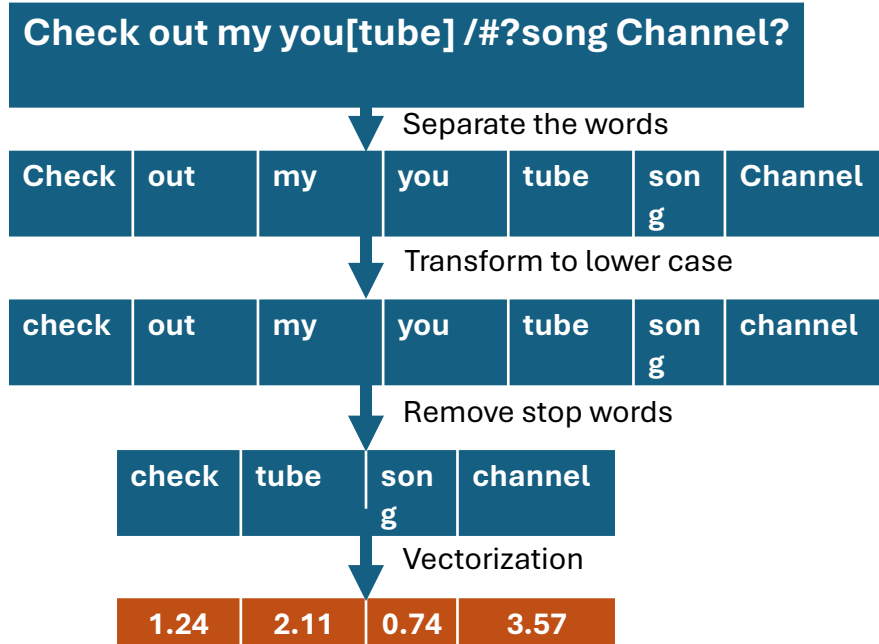 Check out my you[tube] /#?song Channel?
Separate the words
Check out my you tube son Channel
g
Transform to lower case
check out my you tube son channel
g
Remove stop words
check tube son channel
g
Vectorization
1.24 2.11 0.74 3.57